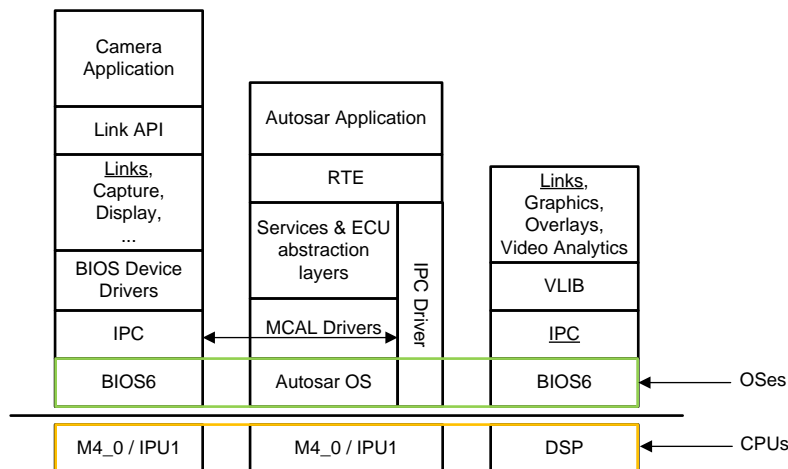 Camera
Application
Link API
Links,
Capture,
Display,
...
BIOS Device
Drivers
IPC
BIOS6
M4_0 / IPU1
Autosar Application
RTE
Services & ECU
abstraction
layers
IPC Driver
MCAL Drivers
Autosar OS
M4_0 / IPU1
Links,
Graphics,
Overlays,
Video Analytics
VLIB
IPC
BIOS6
DSP
OSes
CPUs